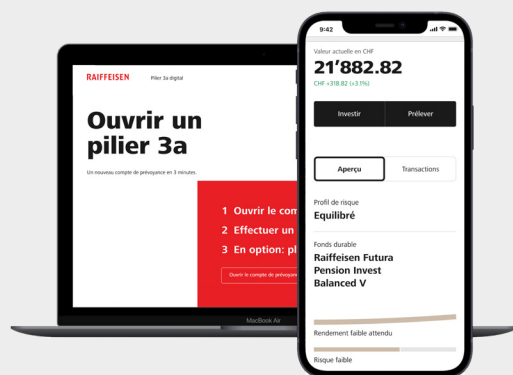 RAIFFEISEN
Pilier 3a digital
Ouvrir un
pilier 3a
Un nouveau compte de prévoyance en 3 minutes.
1 Ouvrir le com
2 Effectuer un
3 En option: pl
Ouvrir le compte de prévoyanc
MacBook Air
9:42
Valeur actuelle en CHF
21’882.82
CHF +318.82 (+3.1%)
Investir
Prélever
Aperçu
Transactions
Profil de risque
Equilibré
Fonds durable
Raiffeisen Futura
Pension Invest
Balanced V
Rendement faible attendu
Risque faible